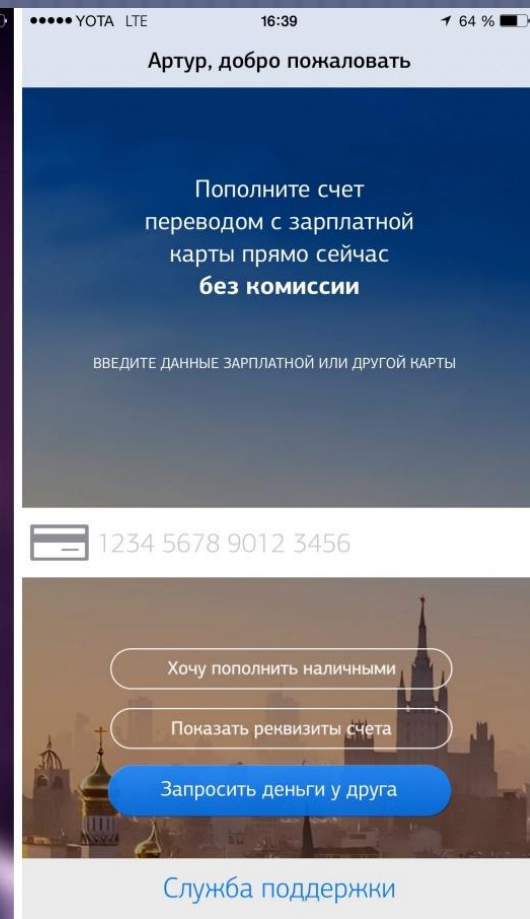 YOTA LTE 16:39 64 %
Артур, добро пожаловать
Пополните счет
переводом с зарплатной
карты прямо сейчас
без комиссии
ВВЕДИТЕ ДАННЫЕ ЗАРПЛАТНОЙ ИЛИ ДРУГОЙ КАРТЫ
1234 5678 9012 3456
Хочу пополнить наличными
Показать реквизиты счета
Запросить деньги у друга
Служба поддержки